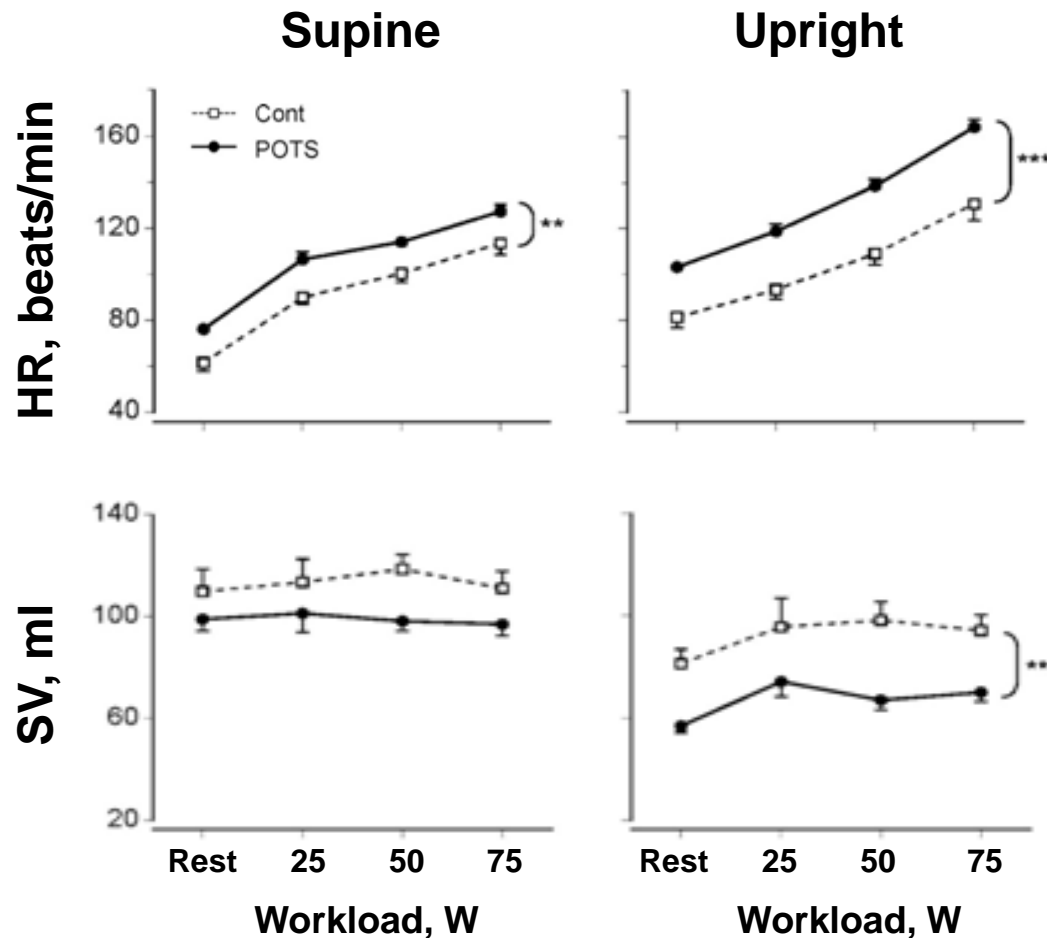 Supine Upright
HR, beats/min
160
120
80
40
Cont
POTS
**
***
SV, ml
140
100
60
20
**
Rest 25 50 75
Rest 25 50 75
Workload, W
Workload, W